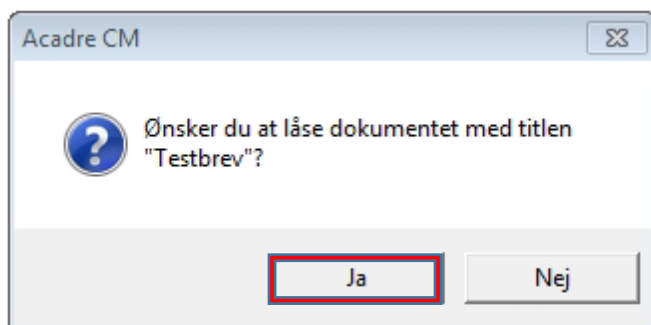 Acadre CM
Ønsker du at låse dokumentet med titlen
"Testbrev"?
Ja
Nej